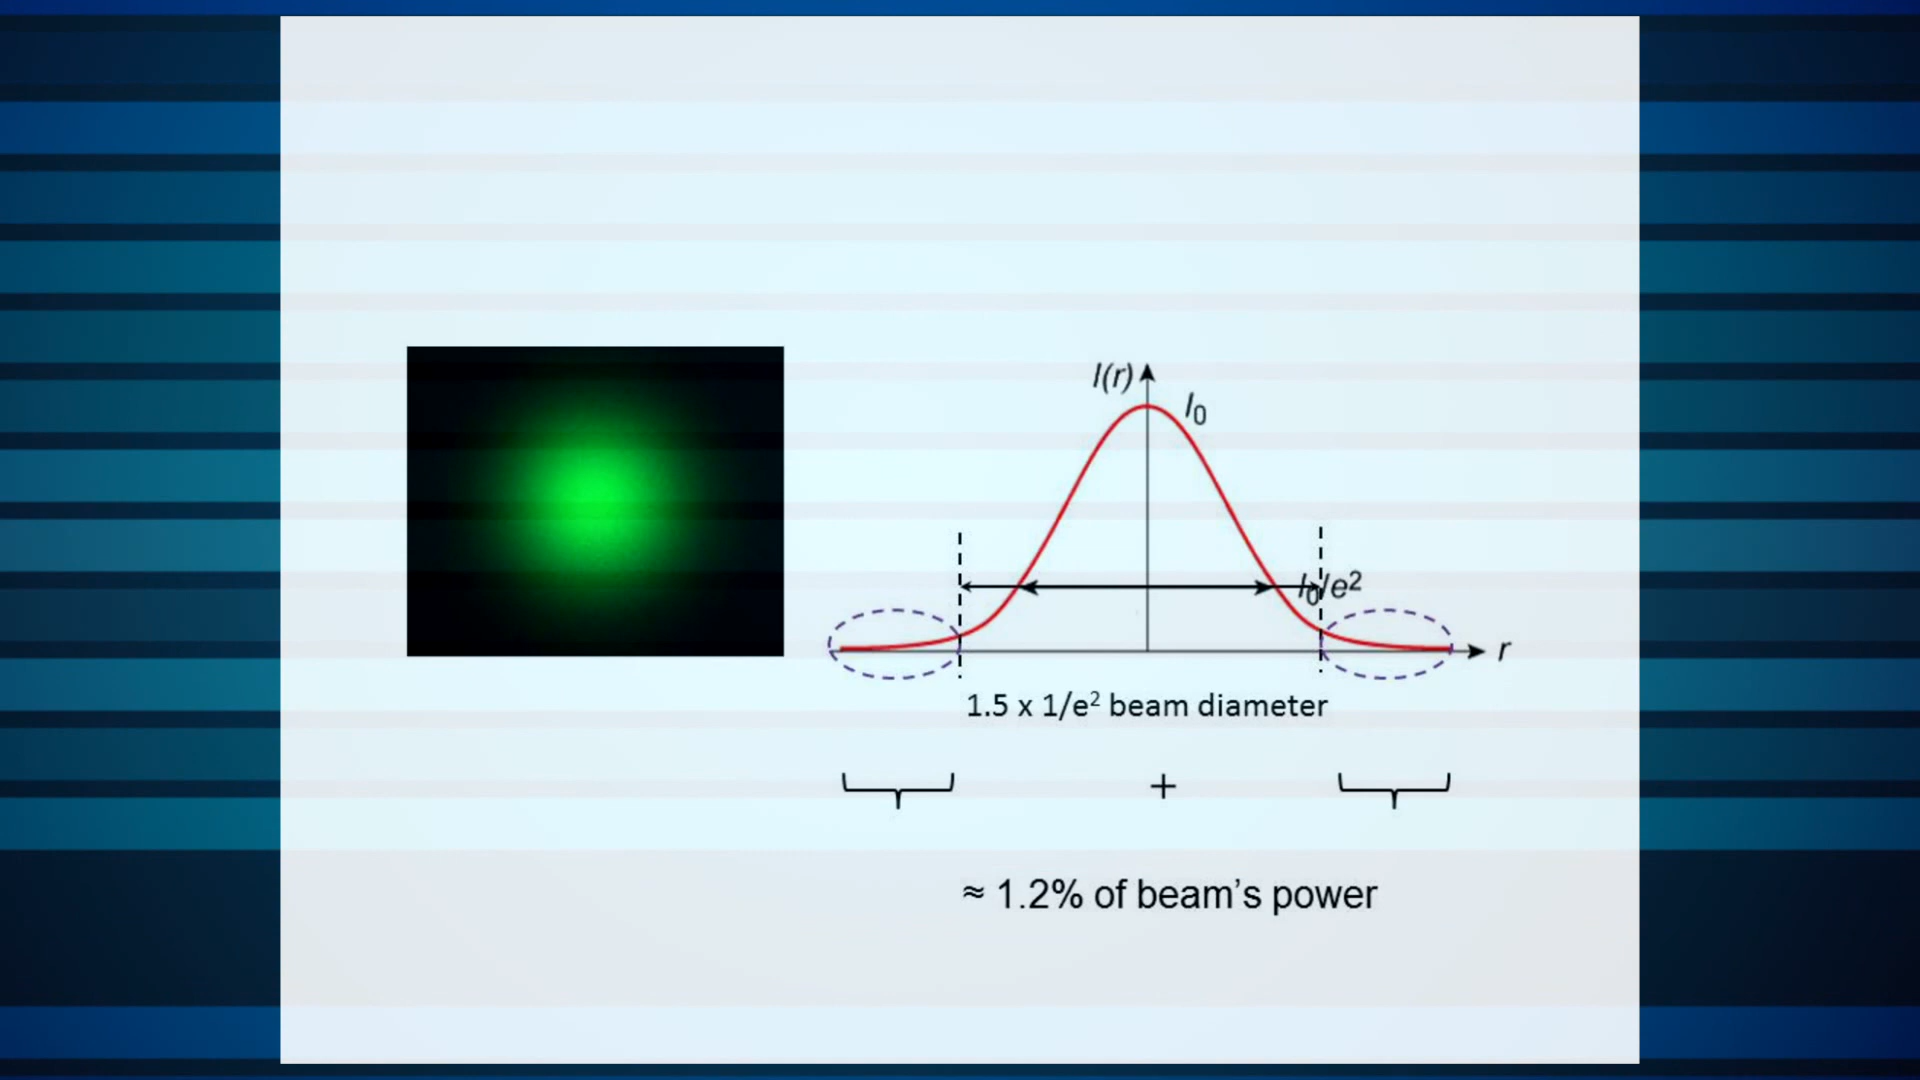 I(r)
I₀
I₀/e²
r
1.5 x 1/e² beam diameter
+
≈ 1.2% of beam's power